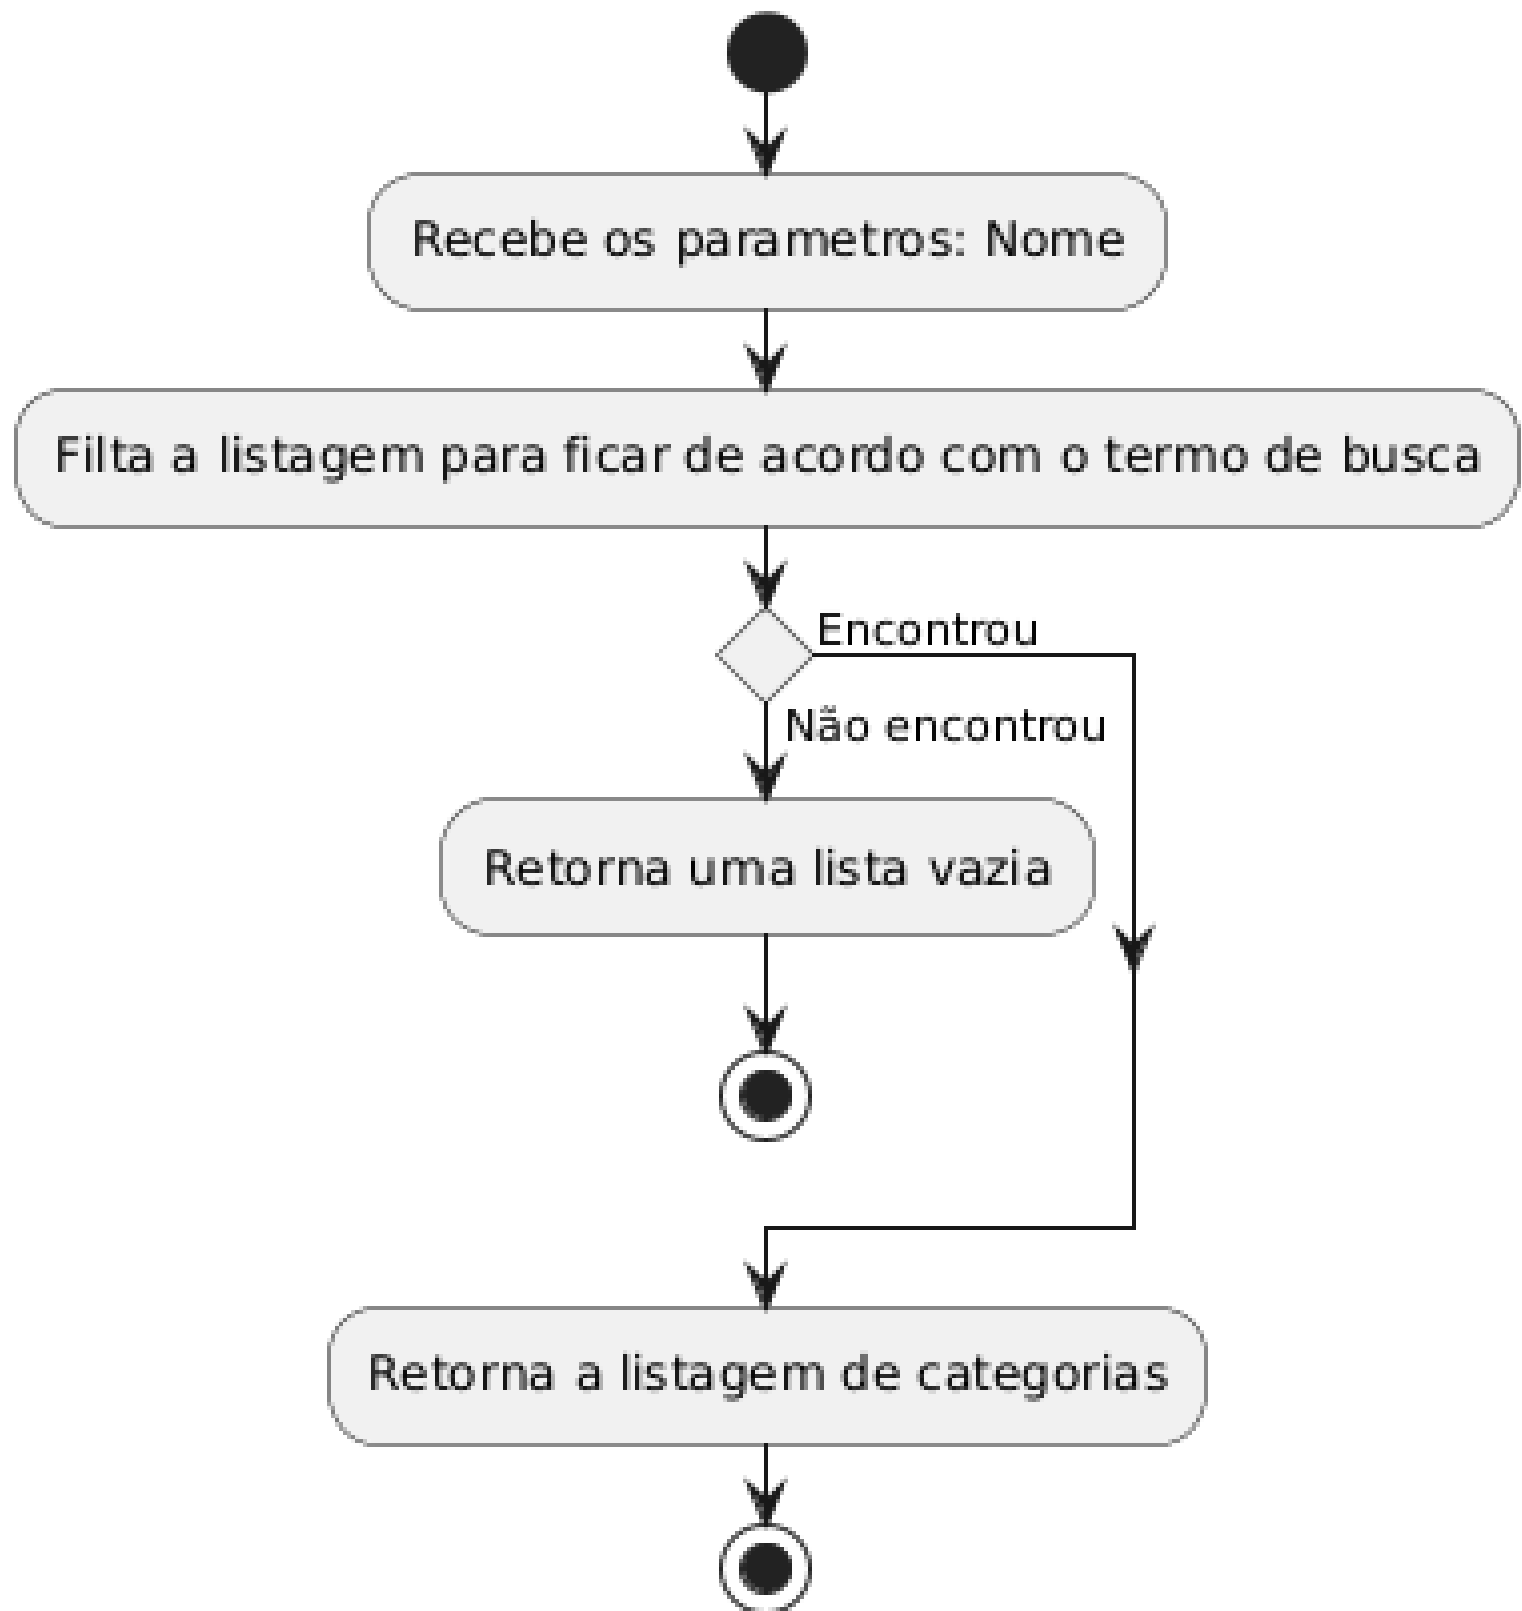 Recebe os parametros: Nome
Filta a listagem para ficar de acordo com o termo de busca
Encontrou
Não encontrou
Retorna uma lista vazia
Retorna a listagem de categorias